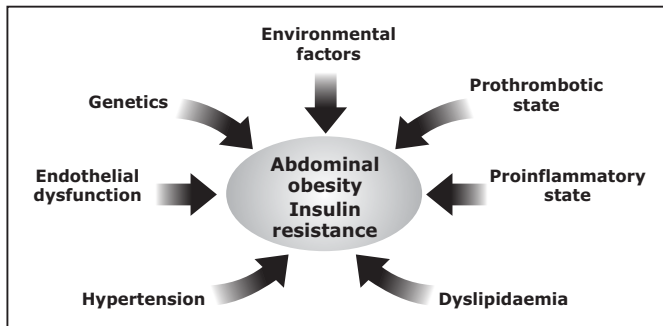 Environmental
factors
Genetics
Prothrombotic
state
Endothelial
dysfunction
Abdominal
obesity
Insulin
resistance
Proinflammatory
state
Hypertension
Dyslipidaemia